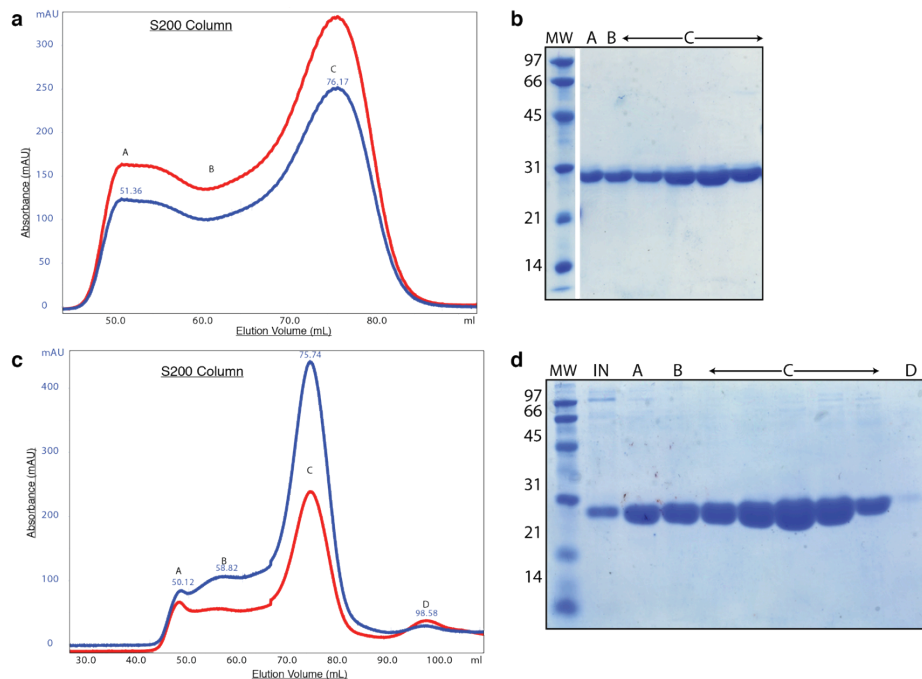 a
mAU
S200 Column
300
250
200
150
100
50
0
Absorbance (mAU)
A
51.36
B
C
76.17
50.0
60.0
70.0
80.0
ml
Elution Volume (mL)
b
MW A B C
97
66
45
31
21
14
c
mAU
S200 Column
400
300
200
100
0
Absorbance (mAU)
A
50.12
B
58.82
75.74
C
D
98.58
30.0
40.0
50.0
60.0
70.0
80.0
90.0
100.0
ml
Elution Volume (mL)
d
MW IN A B C D
97
66
45
31
21
14